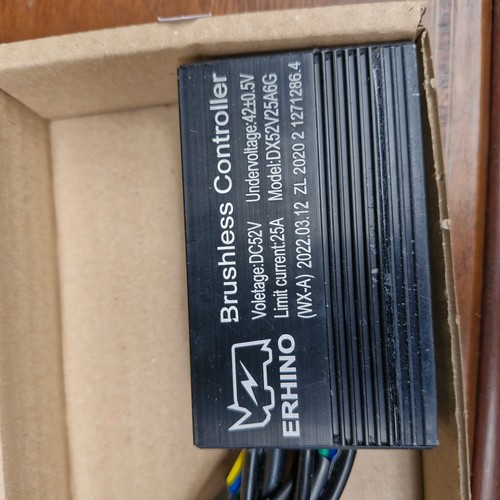 Brushless Controller
Voletage:DC52V Undervoltage:42±0.5V
Limit current:25A Model:DX52V25A6G
(WX-A) 2022.03.12 ZL 2020 2 1271286.4
ERHINO